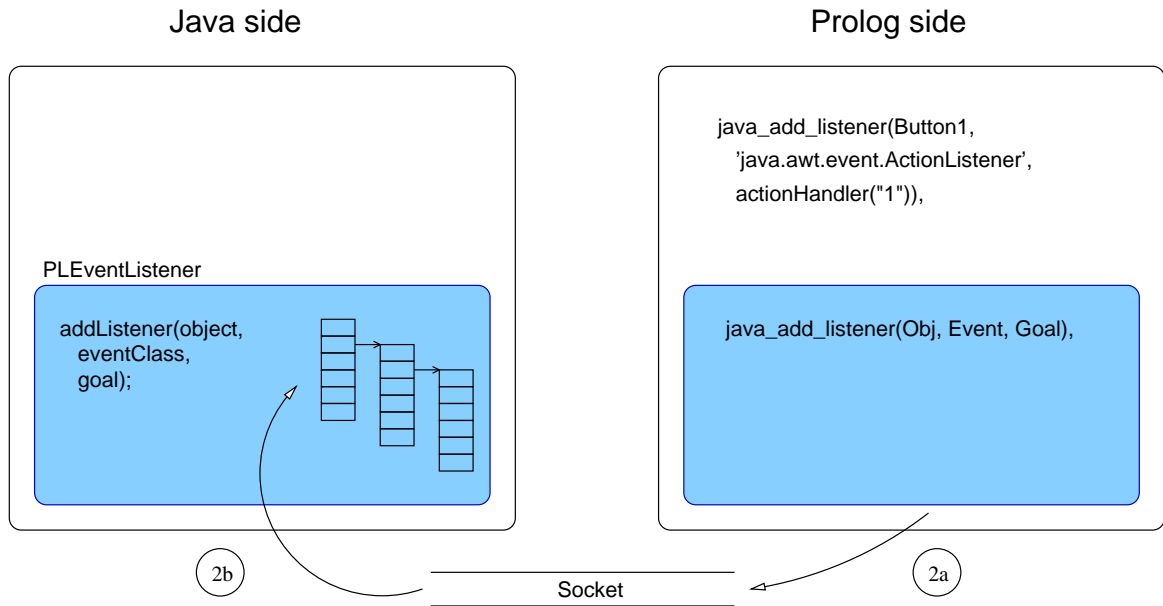 Java side
Prolog side
java_add_listener(Button1,
’java.awt.event.ActionListener’,
actionHandler("1")),
PLEventListener
addListener(object,
eventClass,
goal);
java_add_listener(Obj, Event, Goal),
2b
Socket
2a